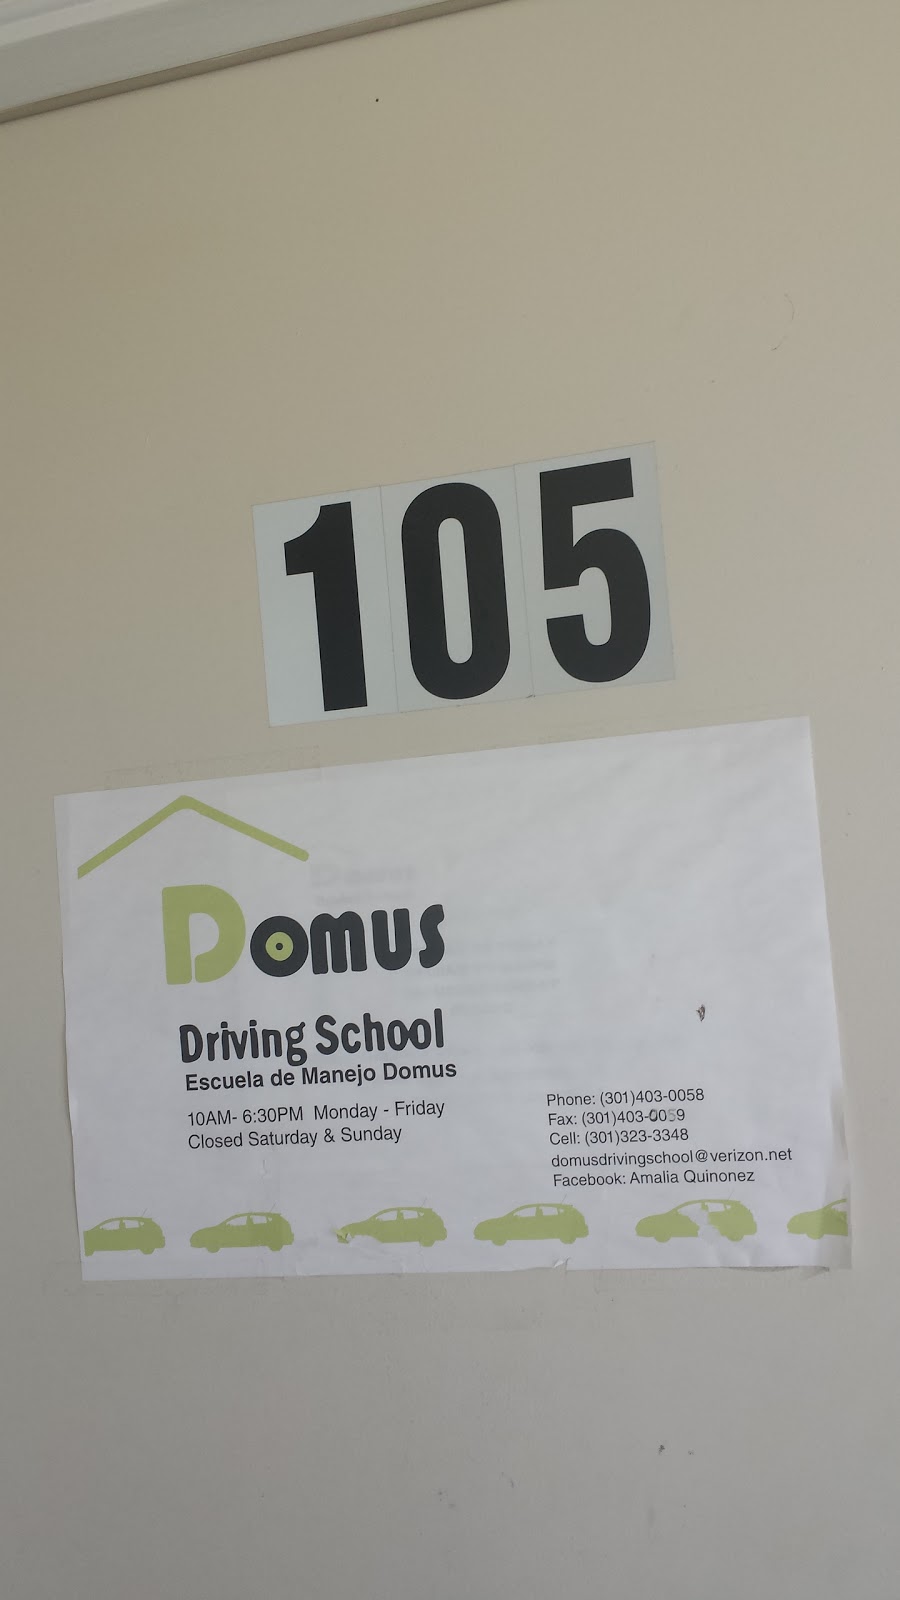 105
Domus
Driving School
Escuela de Manejo Domus
10AM- 6:30PM Monday - Friday
Closed Saturday & Sunday
Phone: (301)403-0058
Fax: (301)403-0059
Cell: (301)323-3348
domusdrivingschool@verizon.net
Facebook: Amalia Quinonez